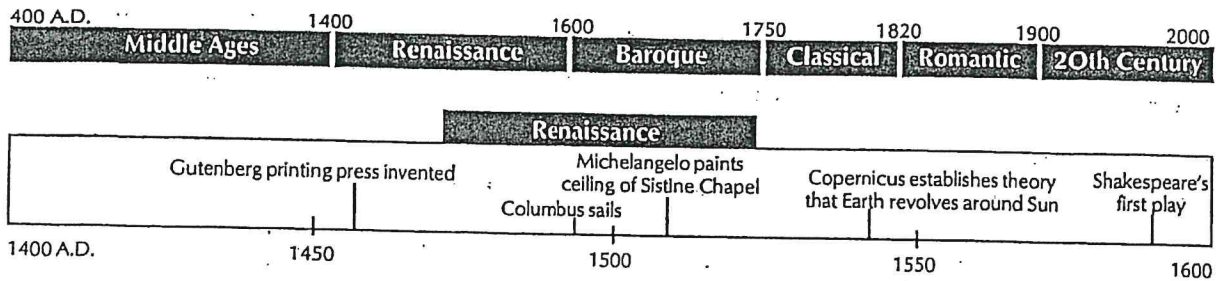 400 A.D. 1400 1600 1750 1820 1900 2000
Middle Ages Renaissance Baroque Classical Romantic 20th Century
Renaissance
Gutenberg printing press invented
Columbus sails
Michelangelo paints
ceiling of Sistine Chapel
Copernicus establishes theory
that Earth revolves around Sun
Shakespeare's
first play
1400 A.D. 1450 1500 1550 1600